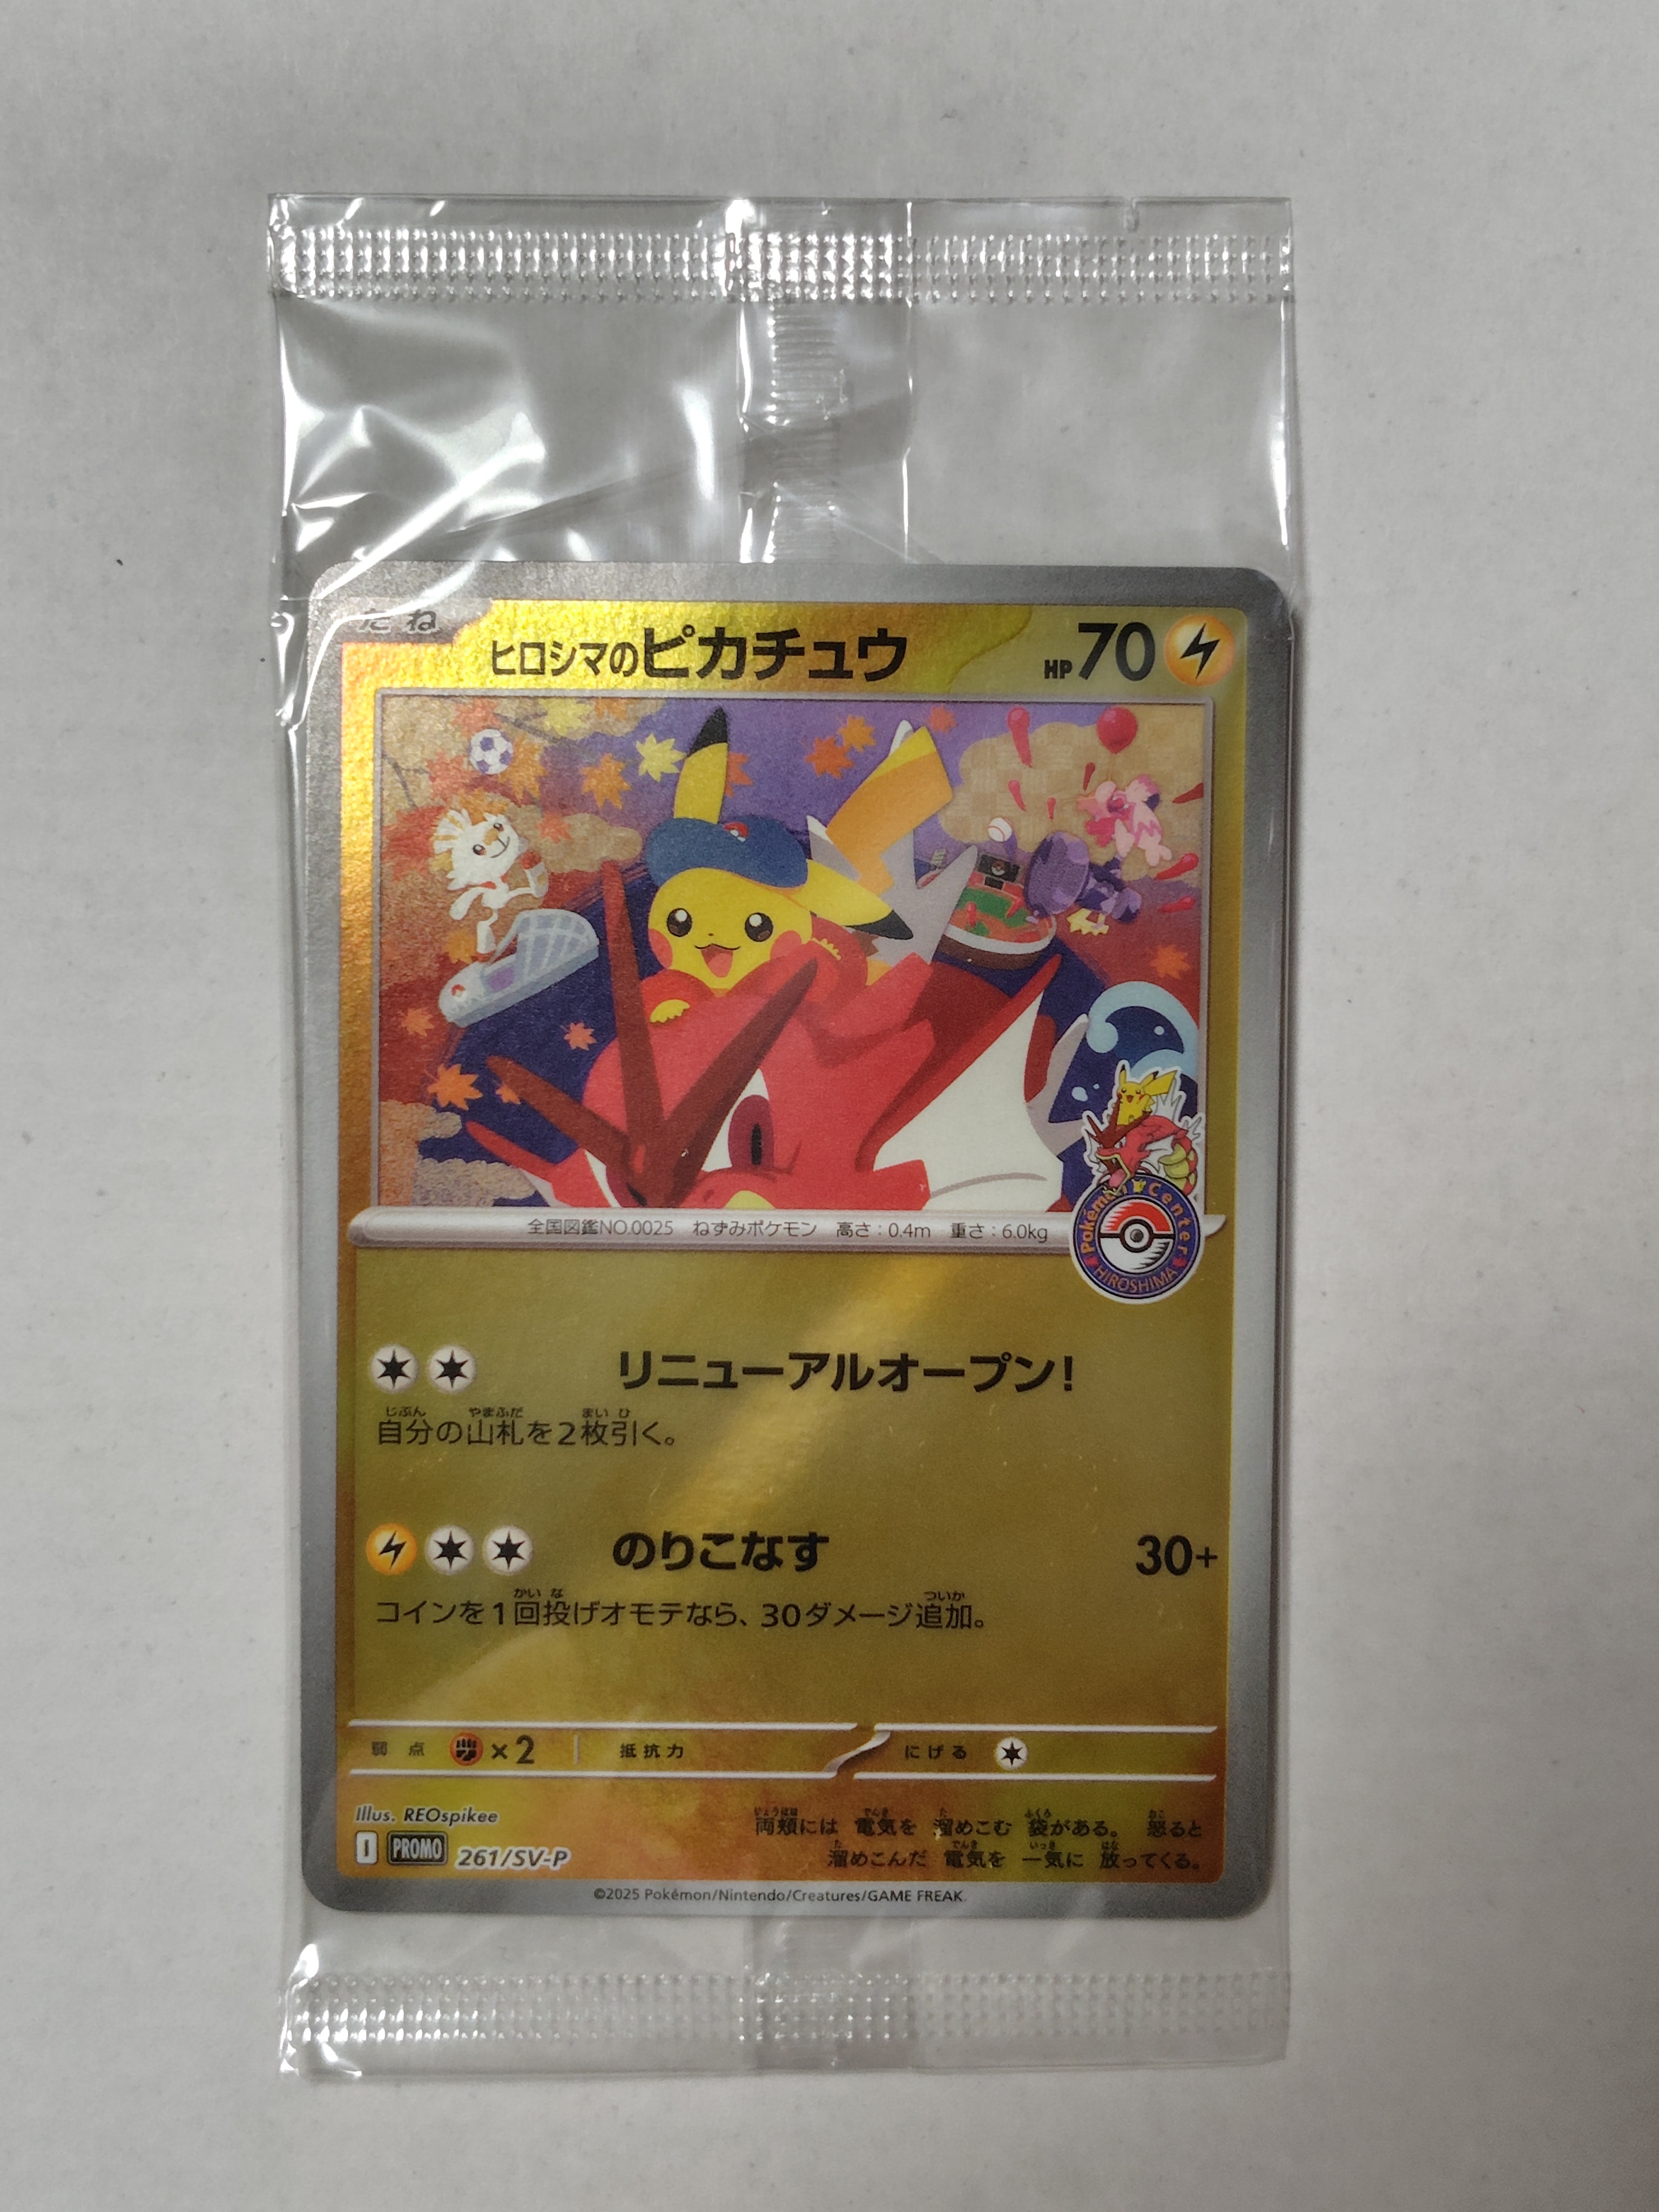 たね
ヒロシマのピカチュウ HP 70
全国図鑑NO.0025 ねずみポケモン 高さ：0.4m 重さ：6.0kg
Pokémon Center
HIROSHIMA
リニューアルオープン！
自分の山札を2枚引く。
のりこなす 30+
コインを1回投げオモテなら、30ダメージ追加。
弱点 ×2 抵抗力 にげる
Illus. REOspikee
I PROMO 261/SV-P
両頬には 電気を 溜めこむ 袋がある。 怒ると
溜めこんだ 電気を 一気に 放ってくる。
©2025 Pokémon/Nintendo/Creatures/GAME FREAK